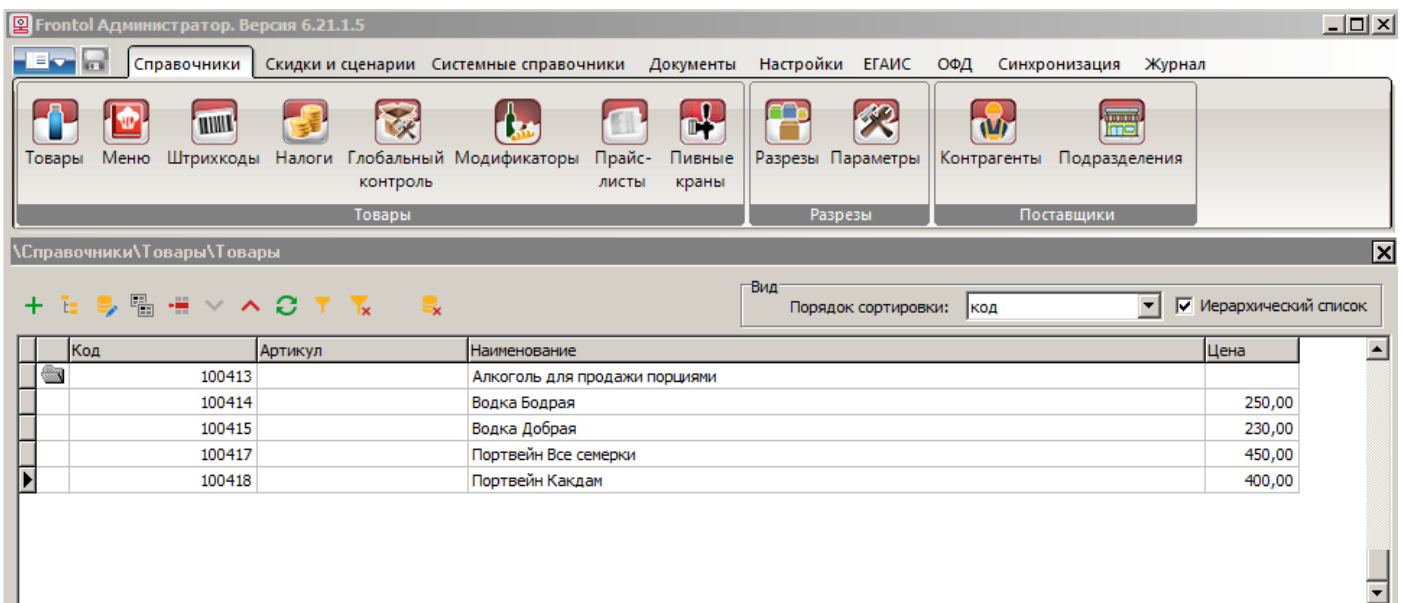 Frontol Администратор. Версия 6.21.1.5
Справочники Скидки и сценарии Системные справочники Документы Настройки ЕГАИС ОФД Синхронизация Журнал
Товары Меню Штрихкоды Налоги Глобальный контроль Модификаторы Прайс-листы Пивные краны Разрезы Параметры Контрагенты Подразделения
Товары Разрезы Поставщики
\Справочники\Товары\Товары
Вид
Порядок сортировки: код Иерархический список
Код Артикул Наименование Цена
100413 Алкоголь для продажи порциями
100414 Водка Бодрая 250,00
100415 Водка Добрая 230,00
100417 Портвейн Все семерки 450,00
100418 Портвейн Какдам 400,00